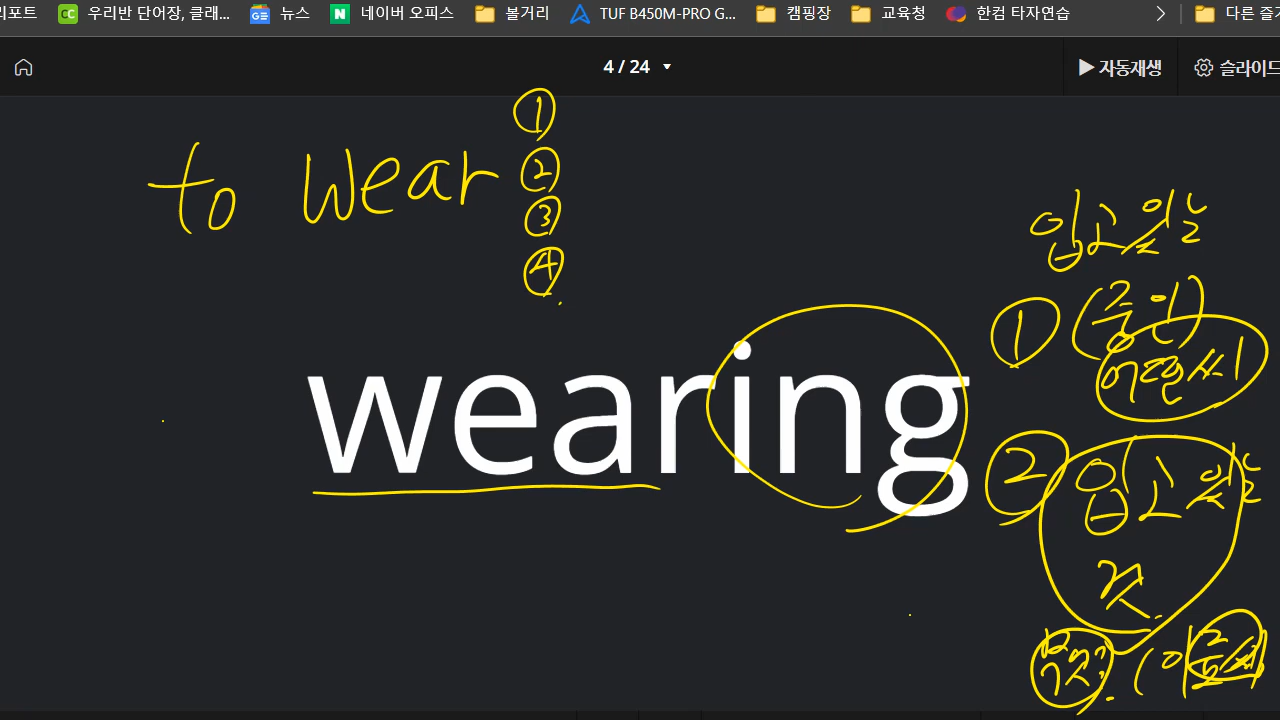 리포트 우리반 단어장, 클래... 뉴스 네이버 오피스 볼거리 TUF B450M-PRO G... 캠핑장 교육청 한컴 타자연습 다른 즐겨
4 / 24 자동재생 슬라이드
to wear ①
②
③
④
wearing
입고있는
① (중인)
어떤씨
② 입고있는
것
무엇? (이름씨)